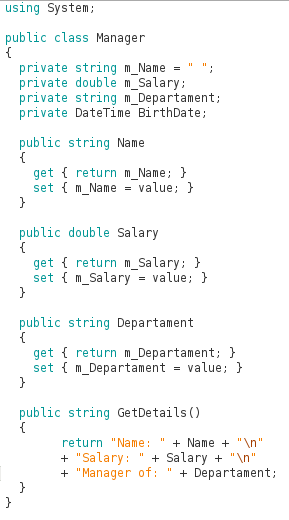 using System;
public class Manager
{
private string m_Name = " ";
private double m_Salary;
private string m_Departament;
private DateTime BirthDate;
public string Name
{
get { return m_Name; }
set { m_Name = value; }
}
public double Salary
{
get { return m_Salary; }
set { m_Salary = value; }
}
public string Departament
{
get { return m_Departament; }
set { m_Departament = value; }
}
public string GetDetails()
{
return "Name: " + Name + "\n"
+ "Salary: " + Salary + "\n"
+ "Manager of: " + Departament;
}
}